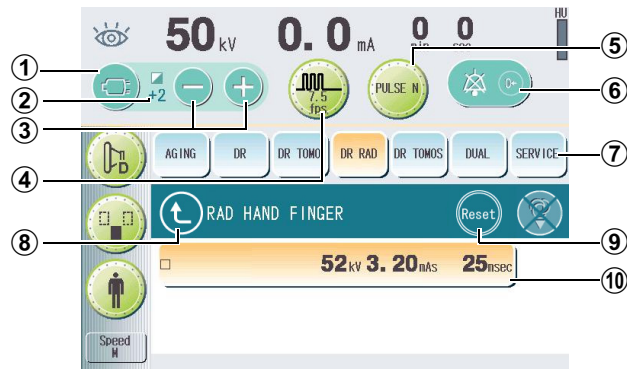 HU
50 kV 0. 0 mA 0 min 0 sec
1
2
3
4
5
6
7
8
9
10
+2
7.5
fps
PULSE N
0+
D
AGING DR DR TOMO DR RAD DR TOMOS DUAL SERVICE
RAD HAND FINGER Reset
52 kV 3. 20 mAs 25 msec
Speed
M